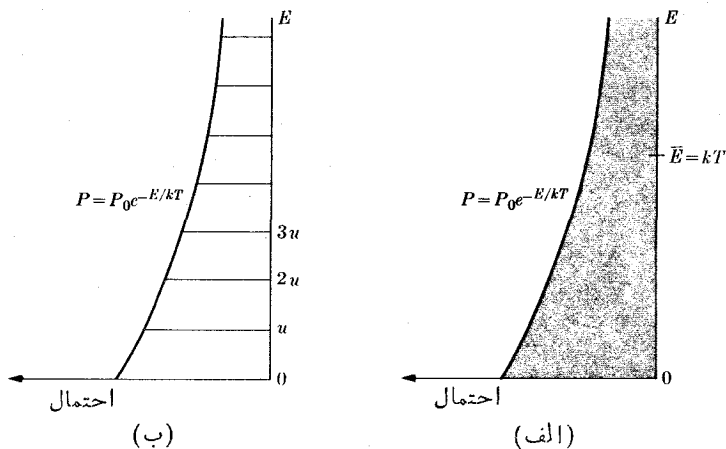 E
Ē = kT
P = P₀e⁻ᴱ/ᵏᵀ
0
احتمال
(الف)
E
P = P₀e⁻ᴱ/ᵏᵀ
3u
2u
u
0
احتمال
(ب)